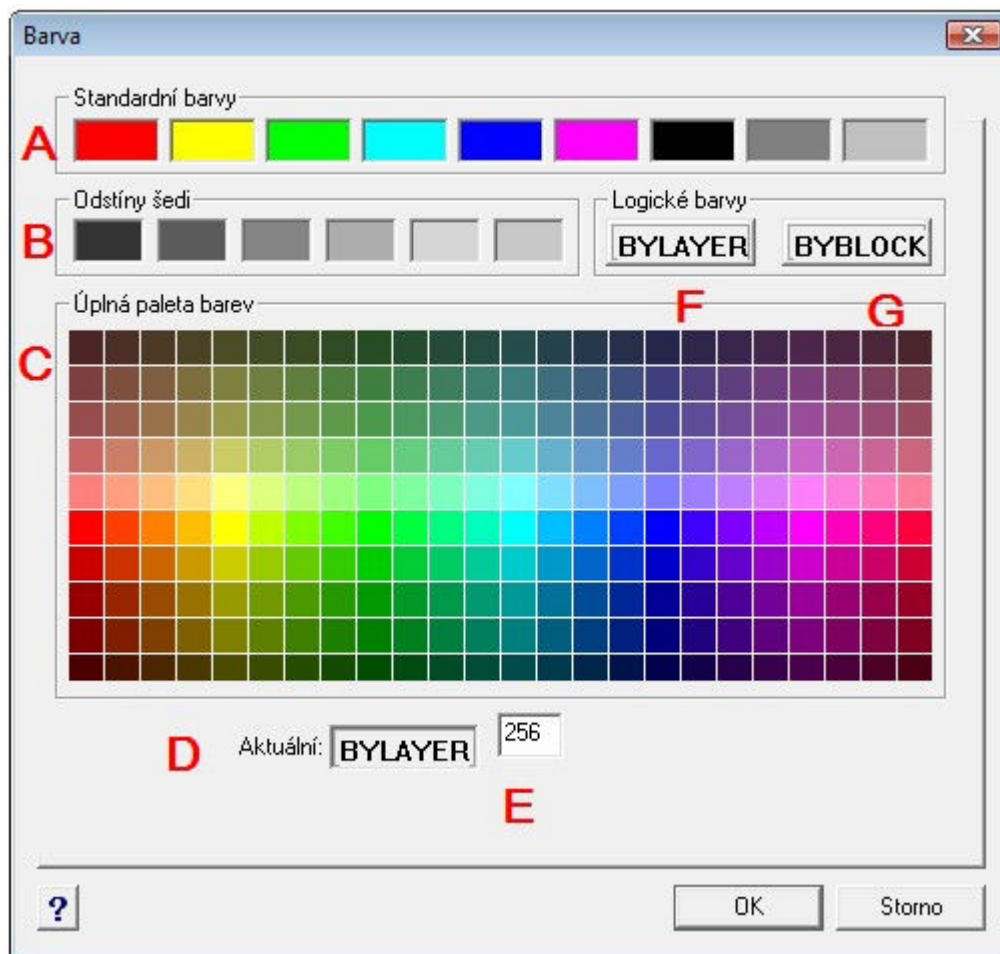 Barva
Standardní barvy
A
Odstíny šedi
Logické barvy
B
BYLAYER
BYBLOCK
F
G
Úplná paleta barev
C
D
Aktuální:
BYLAYER
256
E
?
OK
Storno